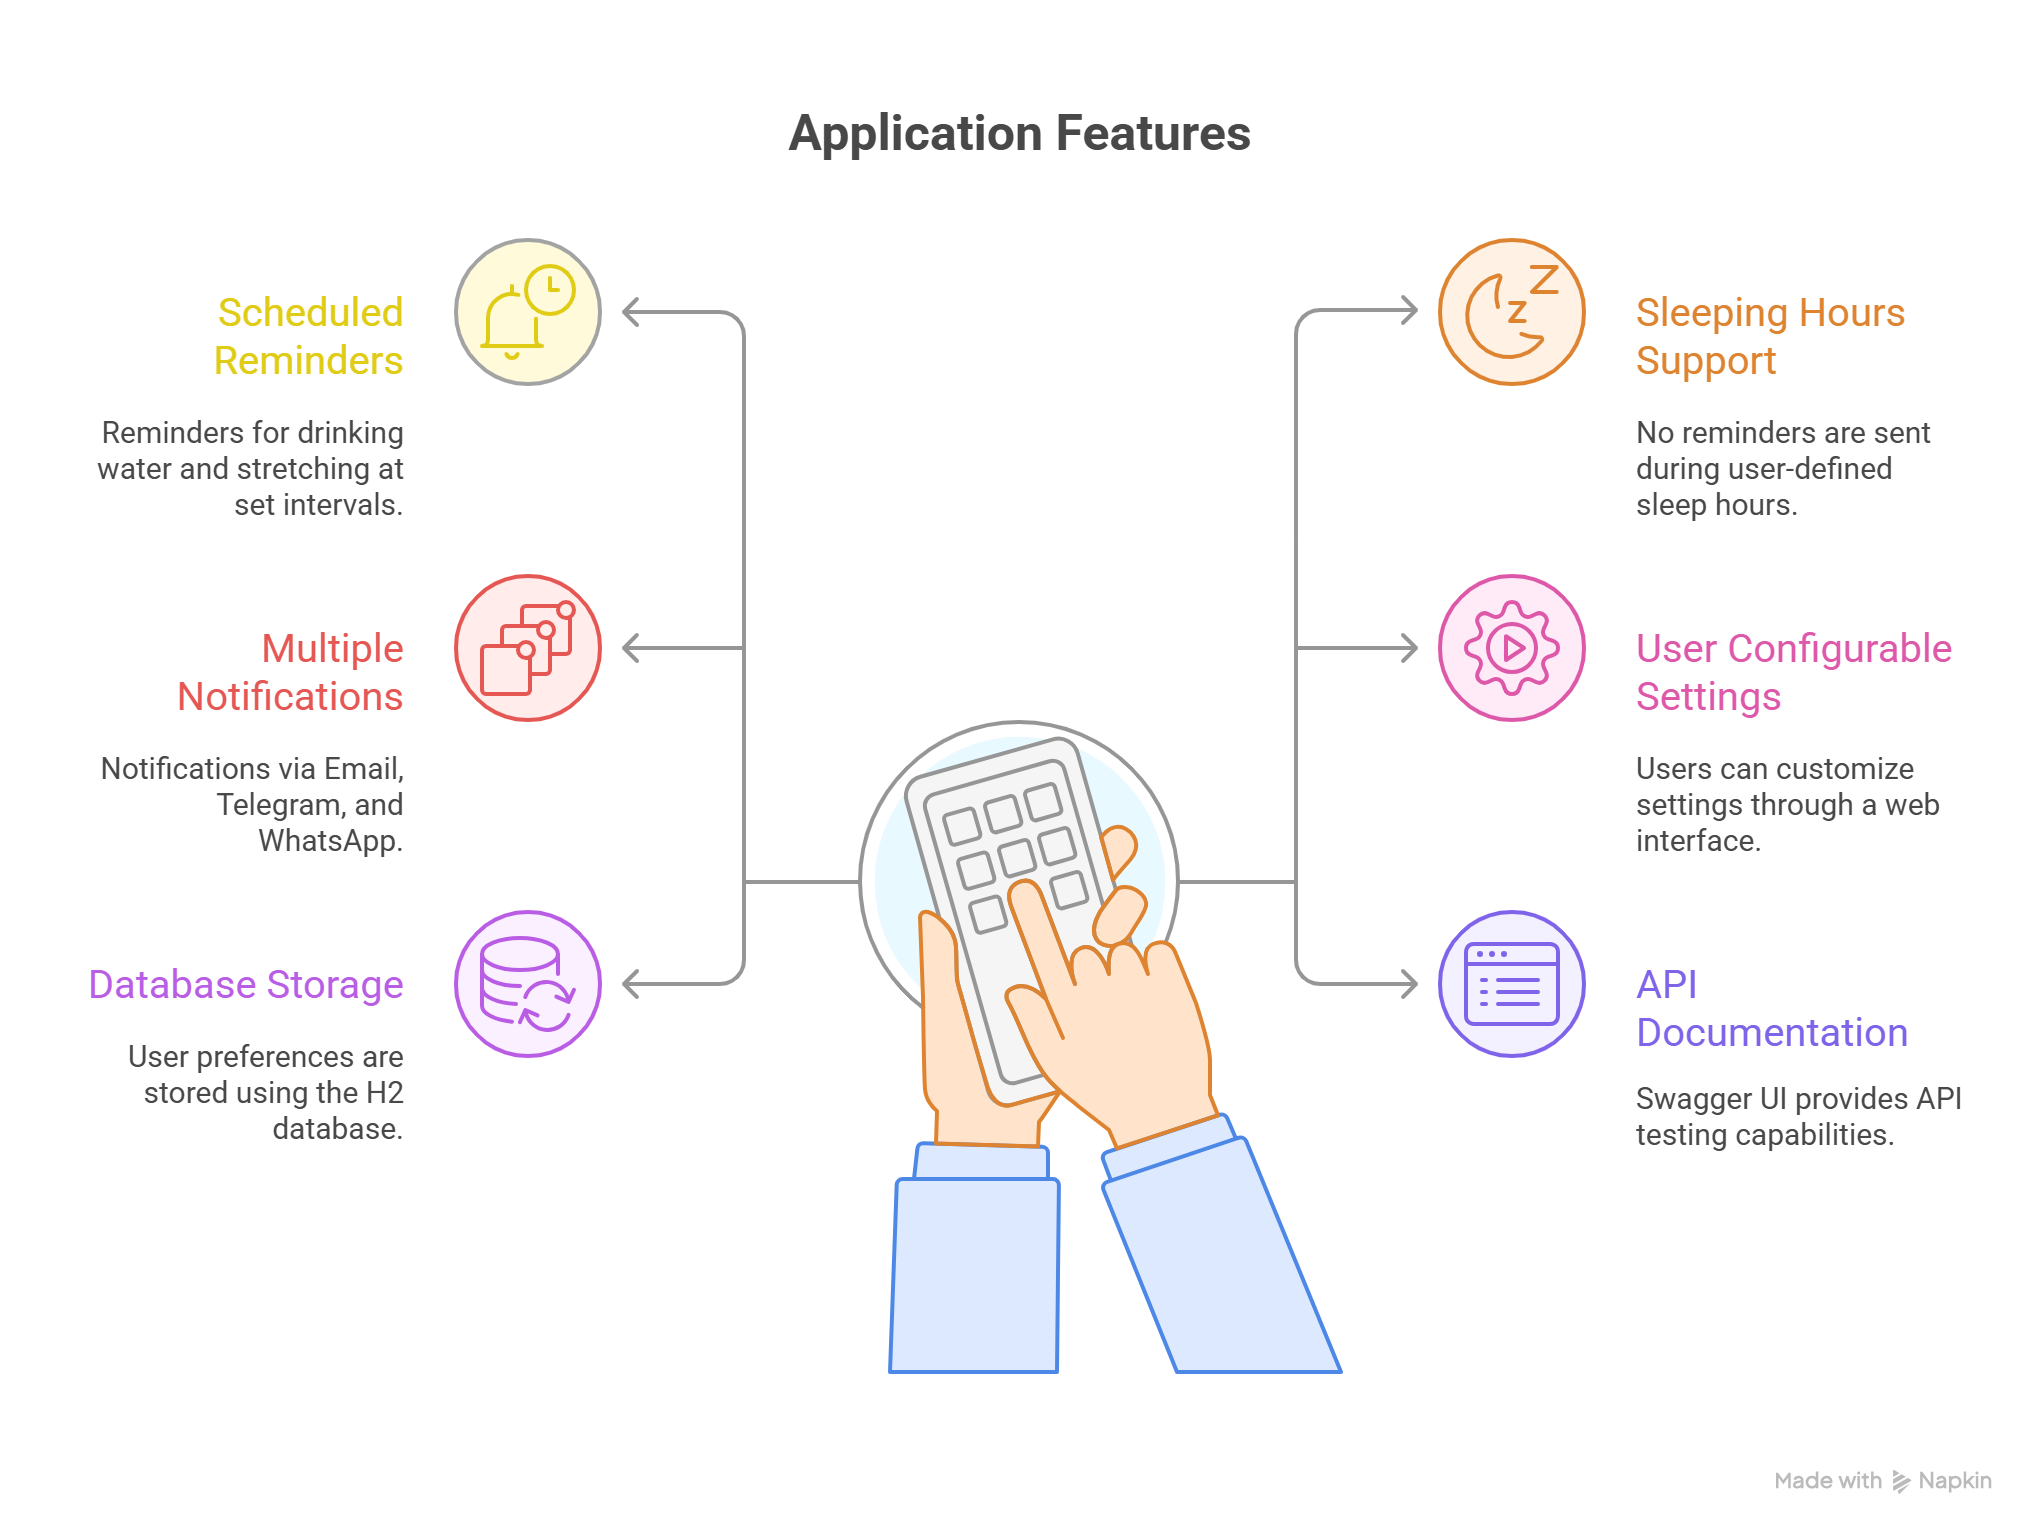 Application Features
Scheduled
Reminders
Reminders for drinking
water and stretching at
set intervals.
Multiple
Notifications
Notifications via Email,
Telegram, and
WhatsApp.
Database Storage
User preferences are
stored using the H2
database.
Sleeping Hours
Support
No reminders are sent
during user-defined
sleep hours.
User Configurable
Settings
Users can customize
settings through a web
interface.
API
Documentation
Swagger UI provides API
testing capabilities.
Made with Napkin